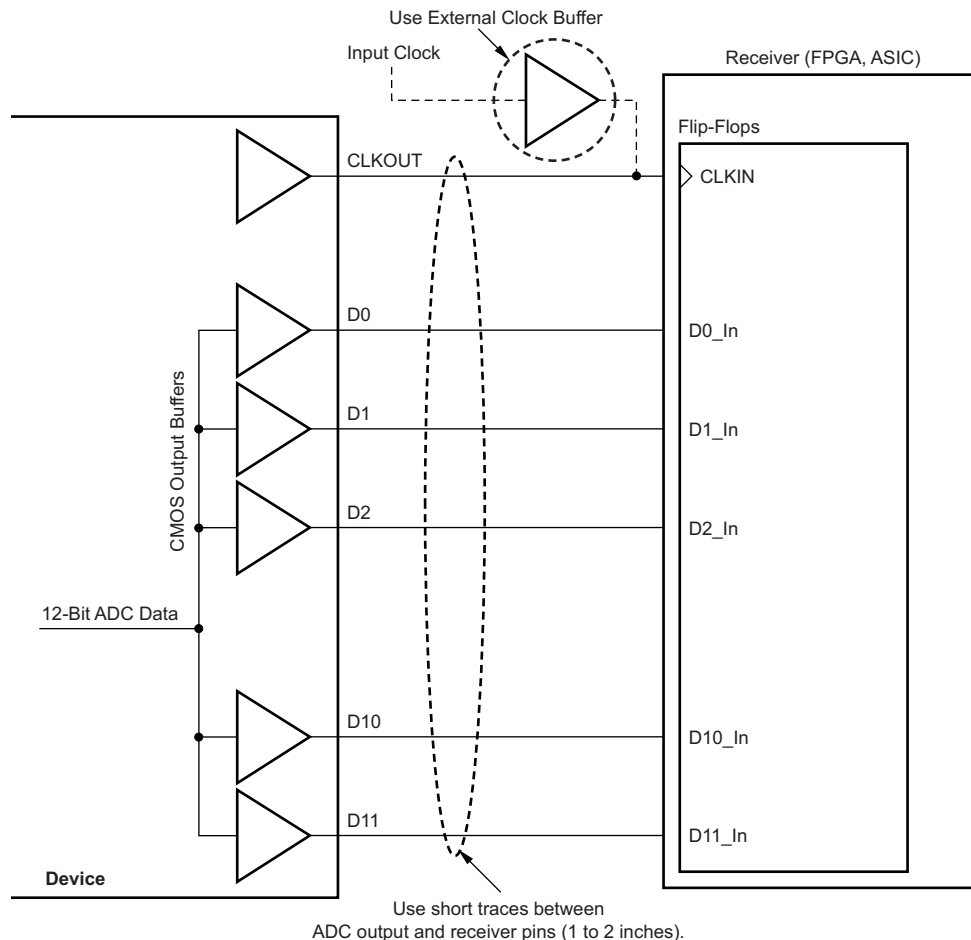 Use External Clock Buffer
Input Clock
Receiver (FPGA, ASIC)
Flip-Flops
CLKOUT
CLKIN
D0
D0_In
D1
D1_In
CMOS Output Buffers
D2
D2_In
12-Bit ADC Data
D10
D10_In
D11
D11_In
Device
Use short traces between
ADC output and receiver pins (1 to 2 inches).